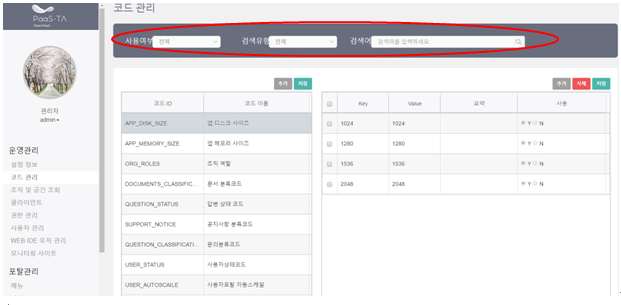 PaaS-TA
코드 관리
사용여부 전체 검색유형 전체 검색어 검색어를 입력하세요.
관리자
admin
운영관리
설정 정보
코드 관리
조직 및 공간 조회
클라이언트
권한 관리
사용자 관리
WEB IDE 유저 관리
모니터링 사이트
포탈관리
메뉴
추가 저장
코드 ID 코드 이름
APP_DISK_SIZE 앱 디스크 사이즈
APP_MEMORY_SIZE 앱 메모리 사이즈
ORG_ROLES 조직 역할
DOCUMENTS_CLASSIFIC... 문서 분류코드
QUESTION_STATUS 답변 상태 코드
SUPPORT_NOTICE 공지사항 분류코드
QUESTION_CLASSIFICATI... 문의분류코드
USER_STATUS 사용자상태코드
USER_AUTOSCAILE 사용자포탈 자동스케일
추가 삭제 저장
Key Value 요약 사용
1024 1024 Y N
1280 1280 Y N
1536 1536 Y N
2048 2048 Y N